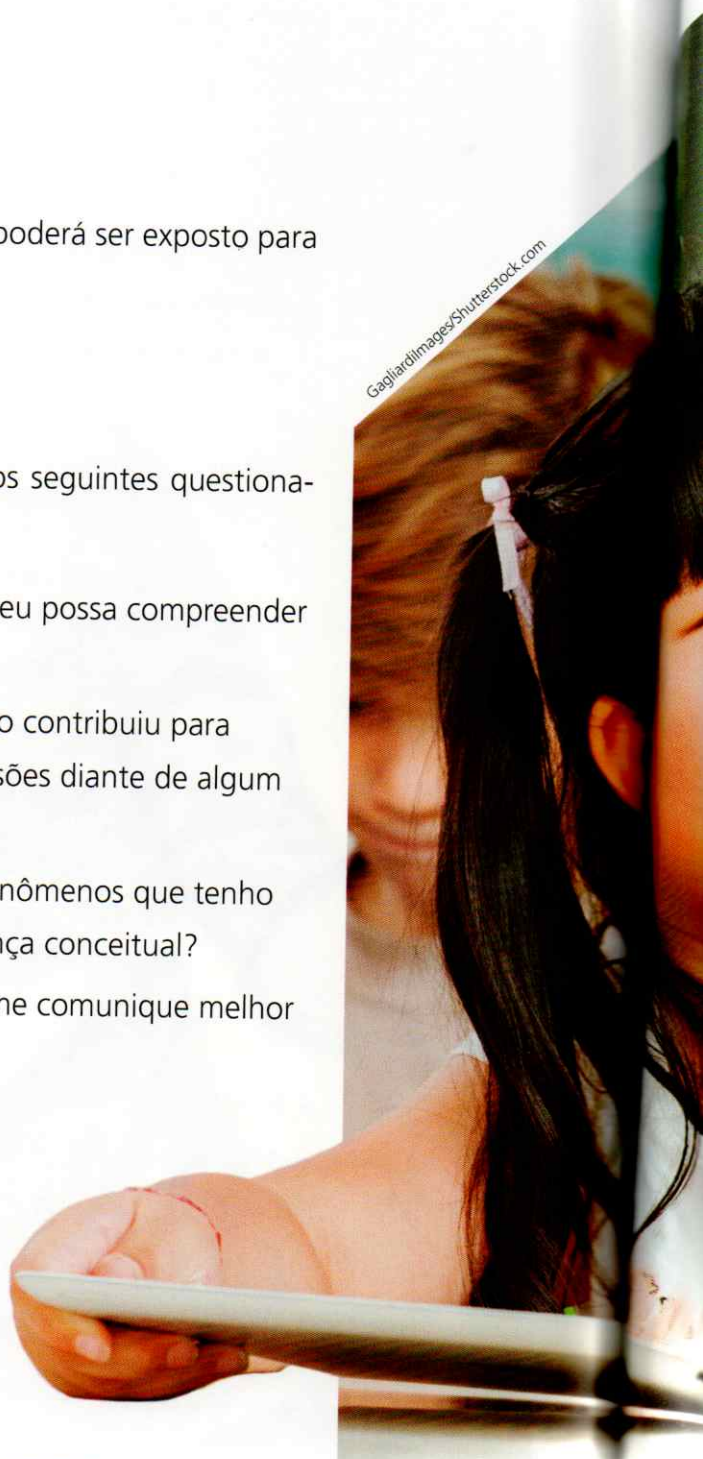 poderá ser exposto para
GagliardiImages/Shutterstock.com
os seguintes questiona-
eu possa compreender
o contribuiu para
sões diante de algum
nômenos que tenho
nça conceitual?
me comunique melhor